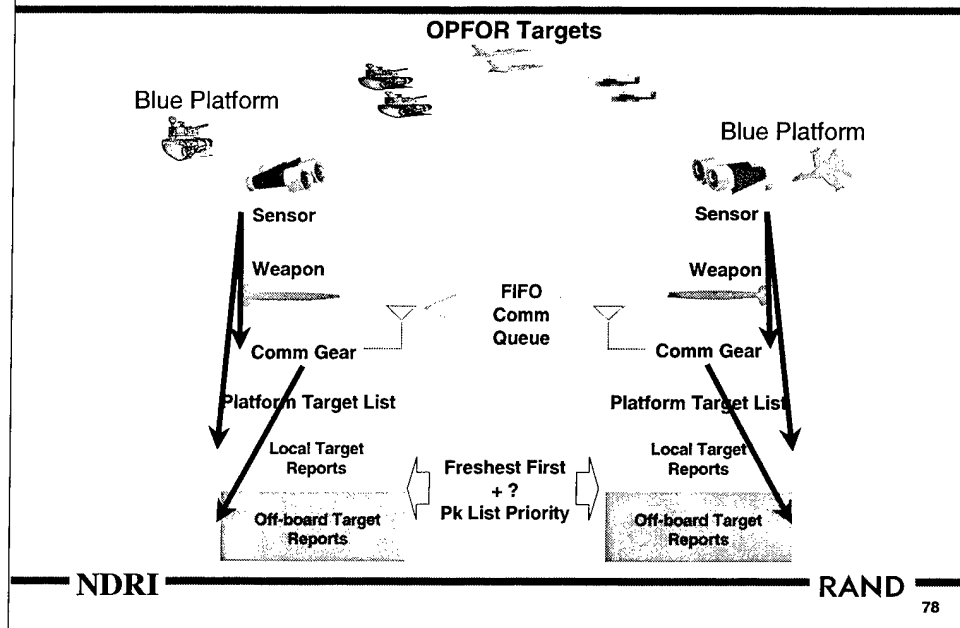 OPFOR Targets
Blue Platform
Blue Platform
Sensor
Sensor
Weapon
Weapon
FIFO
Comm
Queue
Comm Gear
Comm Gear
Platform Target List
Platform Target List
Local Target
Reports
Local Target
Reports
Freshest First
+ ?
Pk List Priority
Off-board Target
Reports
Off-board Target
Reports
NDRI
RAND
78